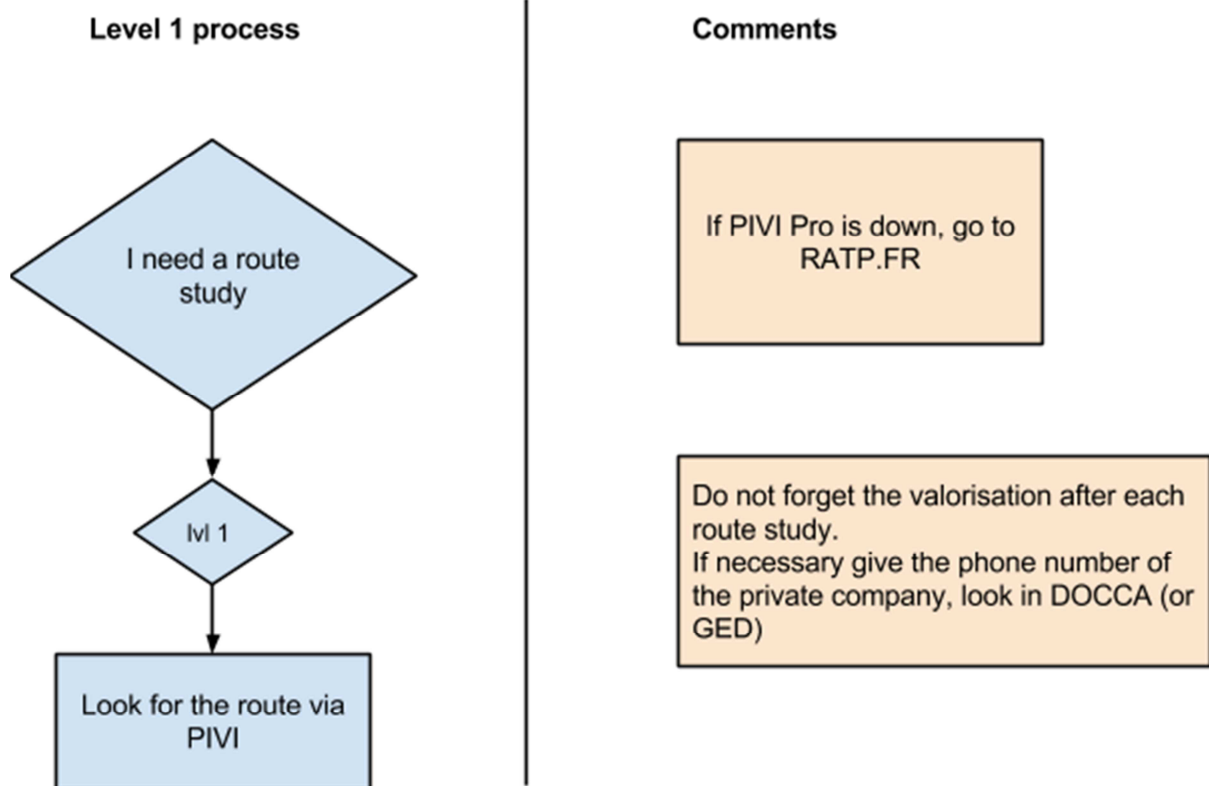 Level 1 process
I need a route
study
lvl 1
Look for the route via
PIVI
Comments
If PIVI Pro is down, go to
RATP.FR
Do not forget the valorisation after each
route study.
If necessary give the phone number of
the private company, look in DOCCA (or
GED)